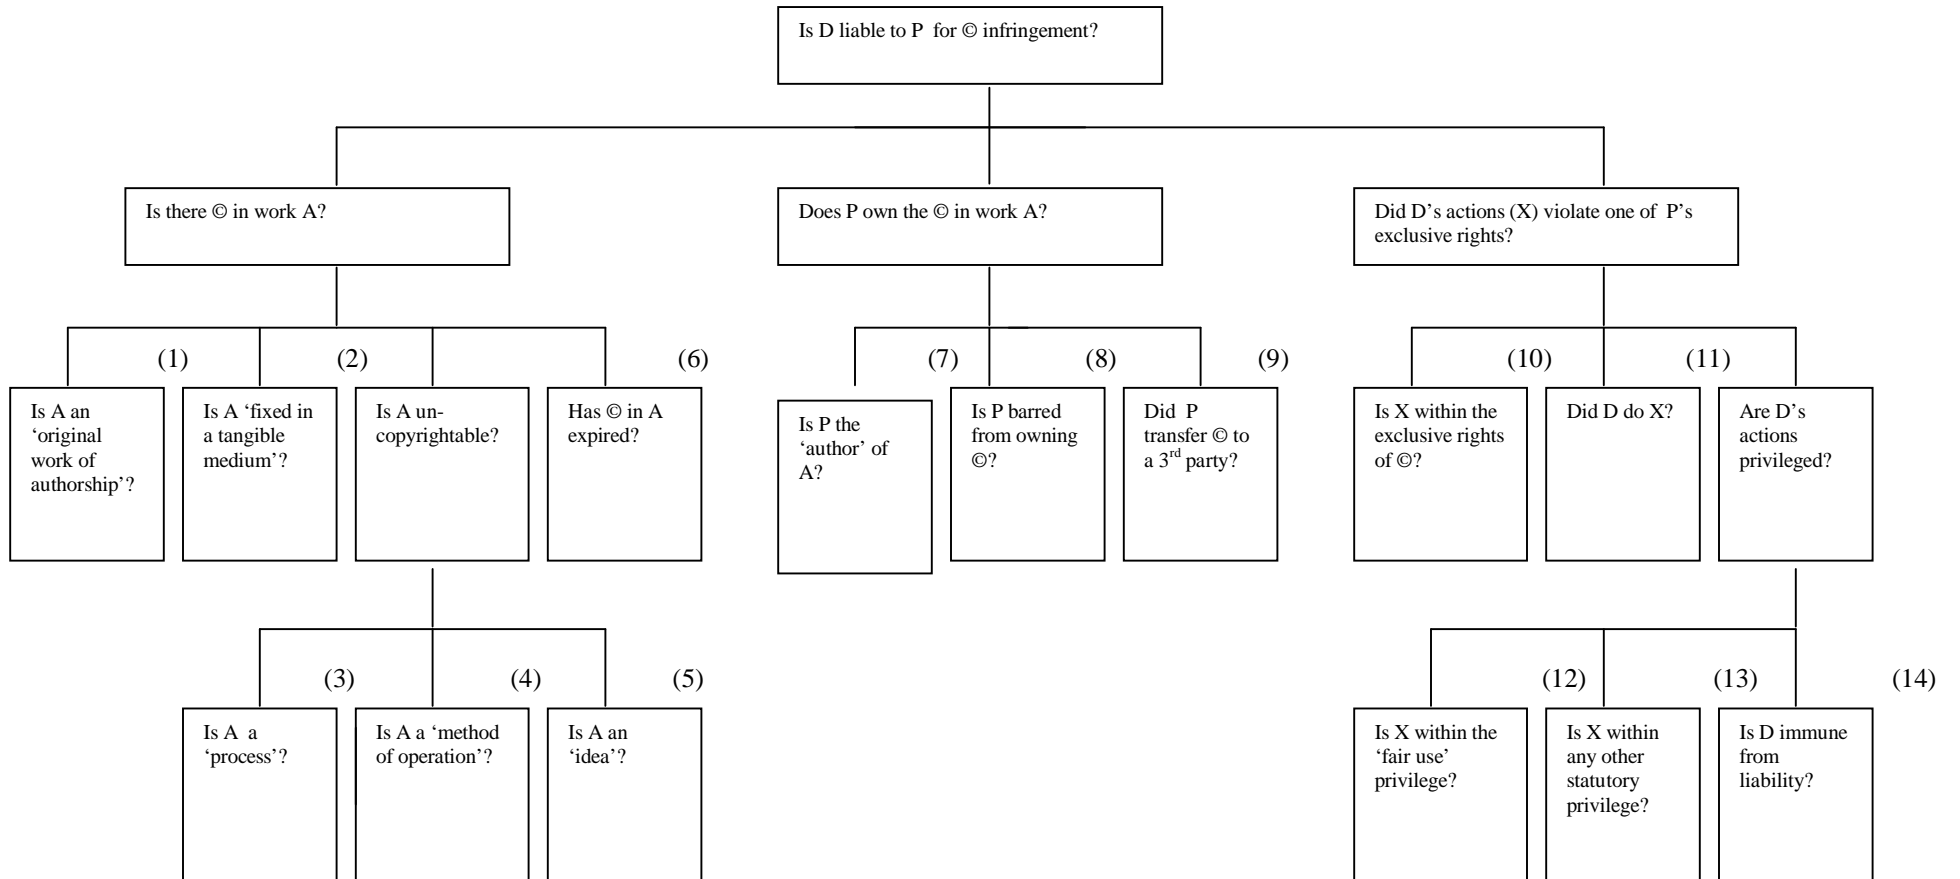 Is D liable to P for © infringement?
Is there © in work A?
Does P own the © in work A?
Did D’s actions (X) violate one of P’s
exclusive rights?
(1)
(2)
(6)
(7)
(8)
(9)
(10)
(11)
Is A an
‘original
work of
authorship’?
Is A ‘fixed in
a tangible
medium’?
Is A un-
copyrightable?
Has © in A
expired?
Is P the
‘author’ of
A?
Is P barred
from owning
©?
Did P
transfer © to
a 3rd party?
Is X within the
exclusive rights
of ©?
Did D do X?
Are D’s
actions
privileged?
(3)
(4)
(5)
(12)
(13)
(14)
Is A a
‘process’?
Is A a ‘method
of operation’?
Is A an
‘idea’?
Is X within the
‘fair use’
privilege?
Is X within
any other
statutory
privilege?
Is D immune
from
liability?